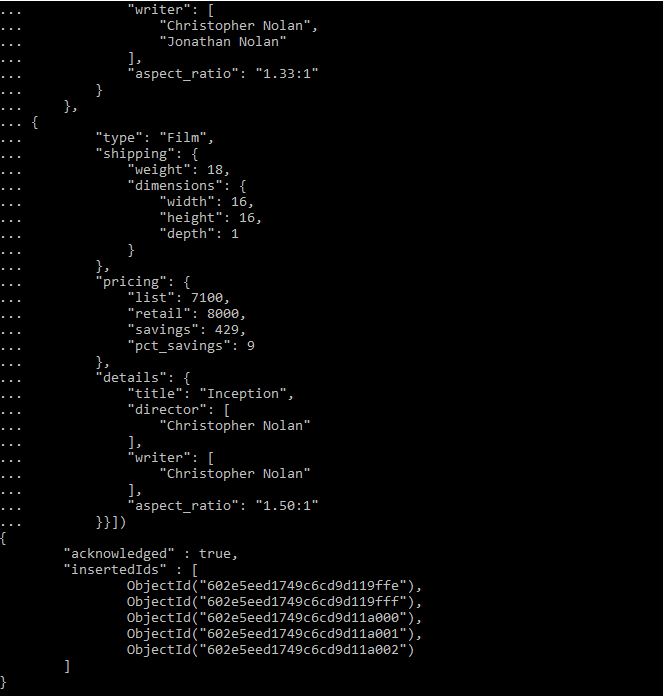 ...             "writer": [
...                 "Christopher Nolan",
...                 "Jonathan Nolan"
...             ],
...             "aspect_ratio": "1.33:1"
...         }
...     },
... {
...         "type": "Film",
...         "shipping": {
...             "weight": 18,
...             "dimensions": {
...                 "width": 16,
...                 "height": 16,
...                 "depth": 1
...             }
...         },
...         "pricing": {
...             "list": 7100,
...             "retail": 8000,
...             "savings": 429,
...             "pct_savings": 9
...         },
...         "details": {
...             "title": "Inception",
...             "director": [
...                 "Christopher Nolan"
...             ],
...             "writer": [
...                 "Christopher Nolan"
...             ],
...             "aspect_ratio": "1.50:1"
...         }}])
{
        "acknowledged" : true,
        "insertedIds" : [
                ObjectId("602e5eed1749c6cd9d119ffe"),
                ObjectId("602e5eed1749c6cd9d119fff"),
                ObjectId("602e5eed1749c6cd9d11a000"),
                ObjectId("602e5eed1749c6cd9d11a001"),
                ObjectId("602e5eed1749c6cd9d11a002")
        ]
}